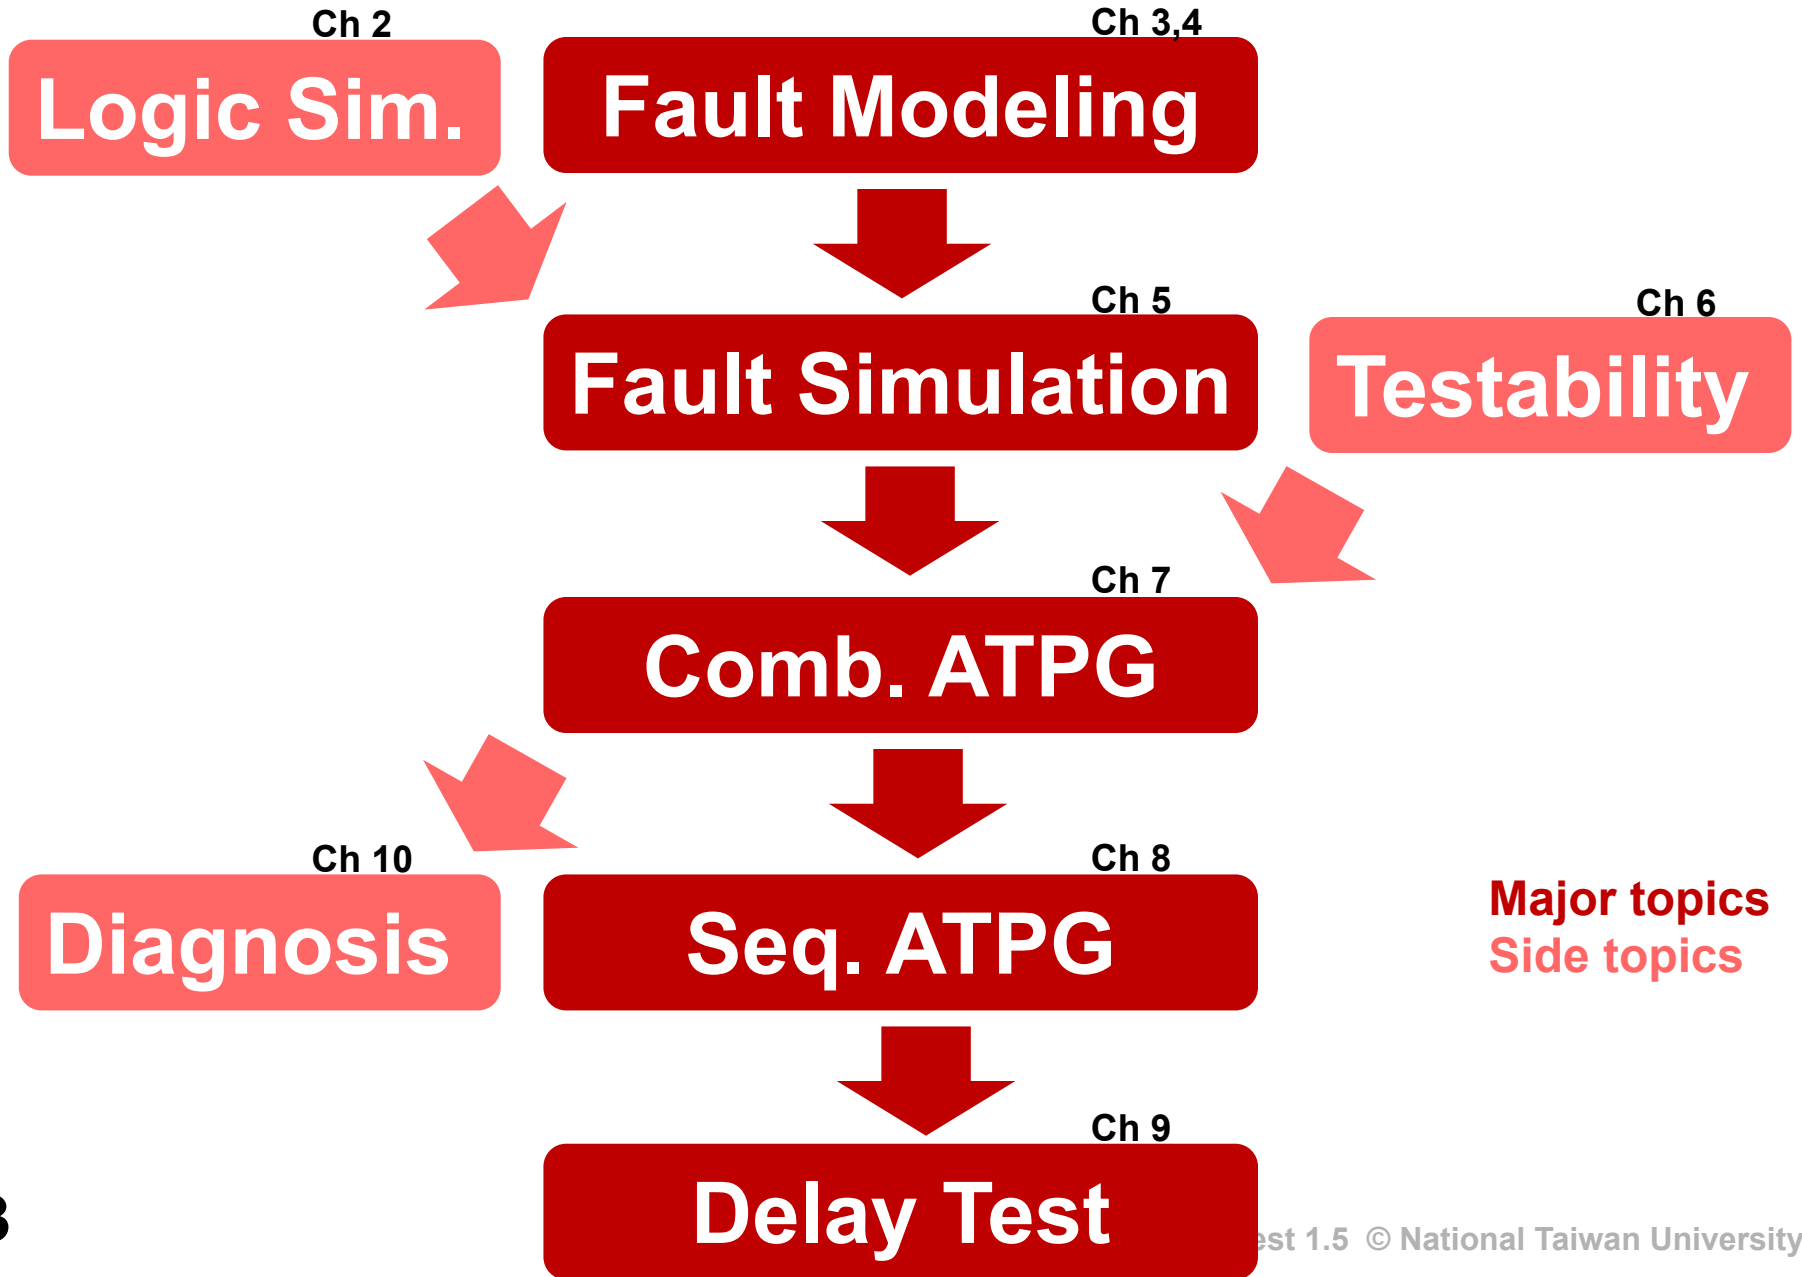 Ch 2
Ch 3,4
Logic Sim.
Fault Modeling
Ch 5
Ch 6
Fault Simulation
Testability
Ch 7
Comb. ATPG
Ch 10
Ch 8
Diagnosis
Seq. ATPG
Major topics
Side topics
Ch 9
Delay Test
1.5 © National Taiwan University